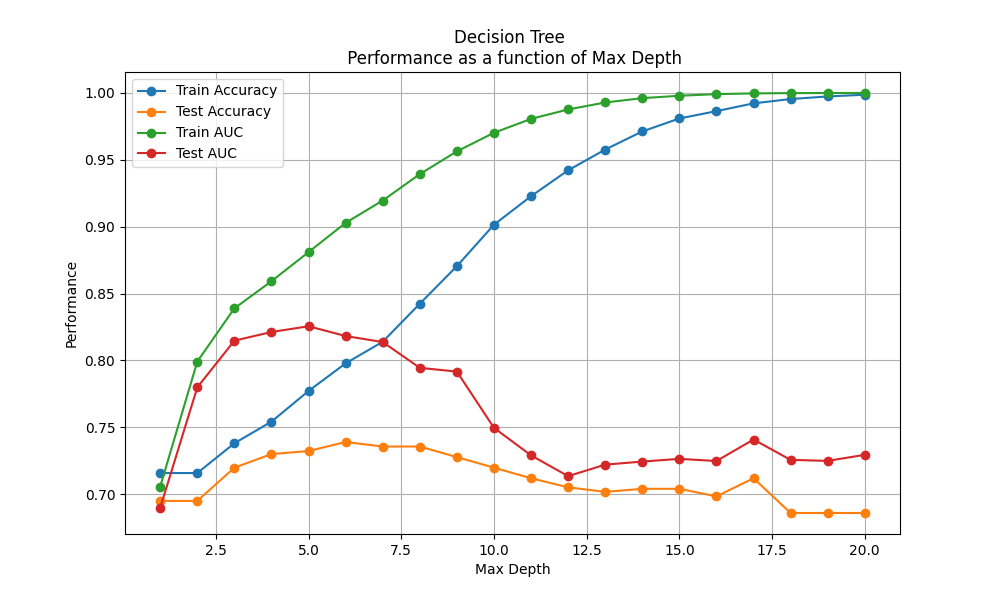 Decision Tree
Performance as a function of Max Depth
Train Accuracy
Test Accuracy
Train AUC
Test AUC
1.00
0.95
0.90
0.85
0.80
0.75
0.70
Performance
2.5 5.0 7.5 10.0 12.5 15.0 17.5 20.0
Max Depth